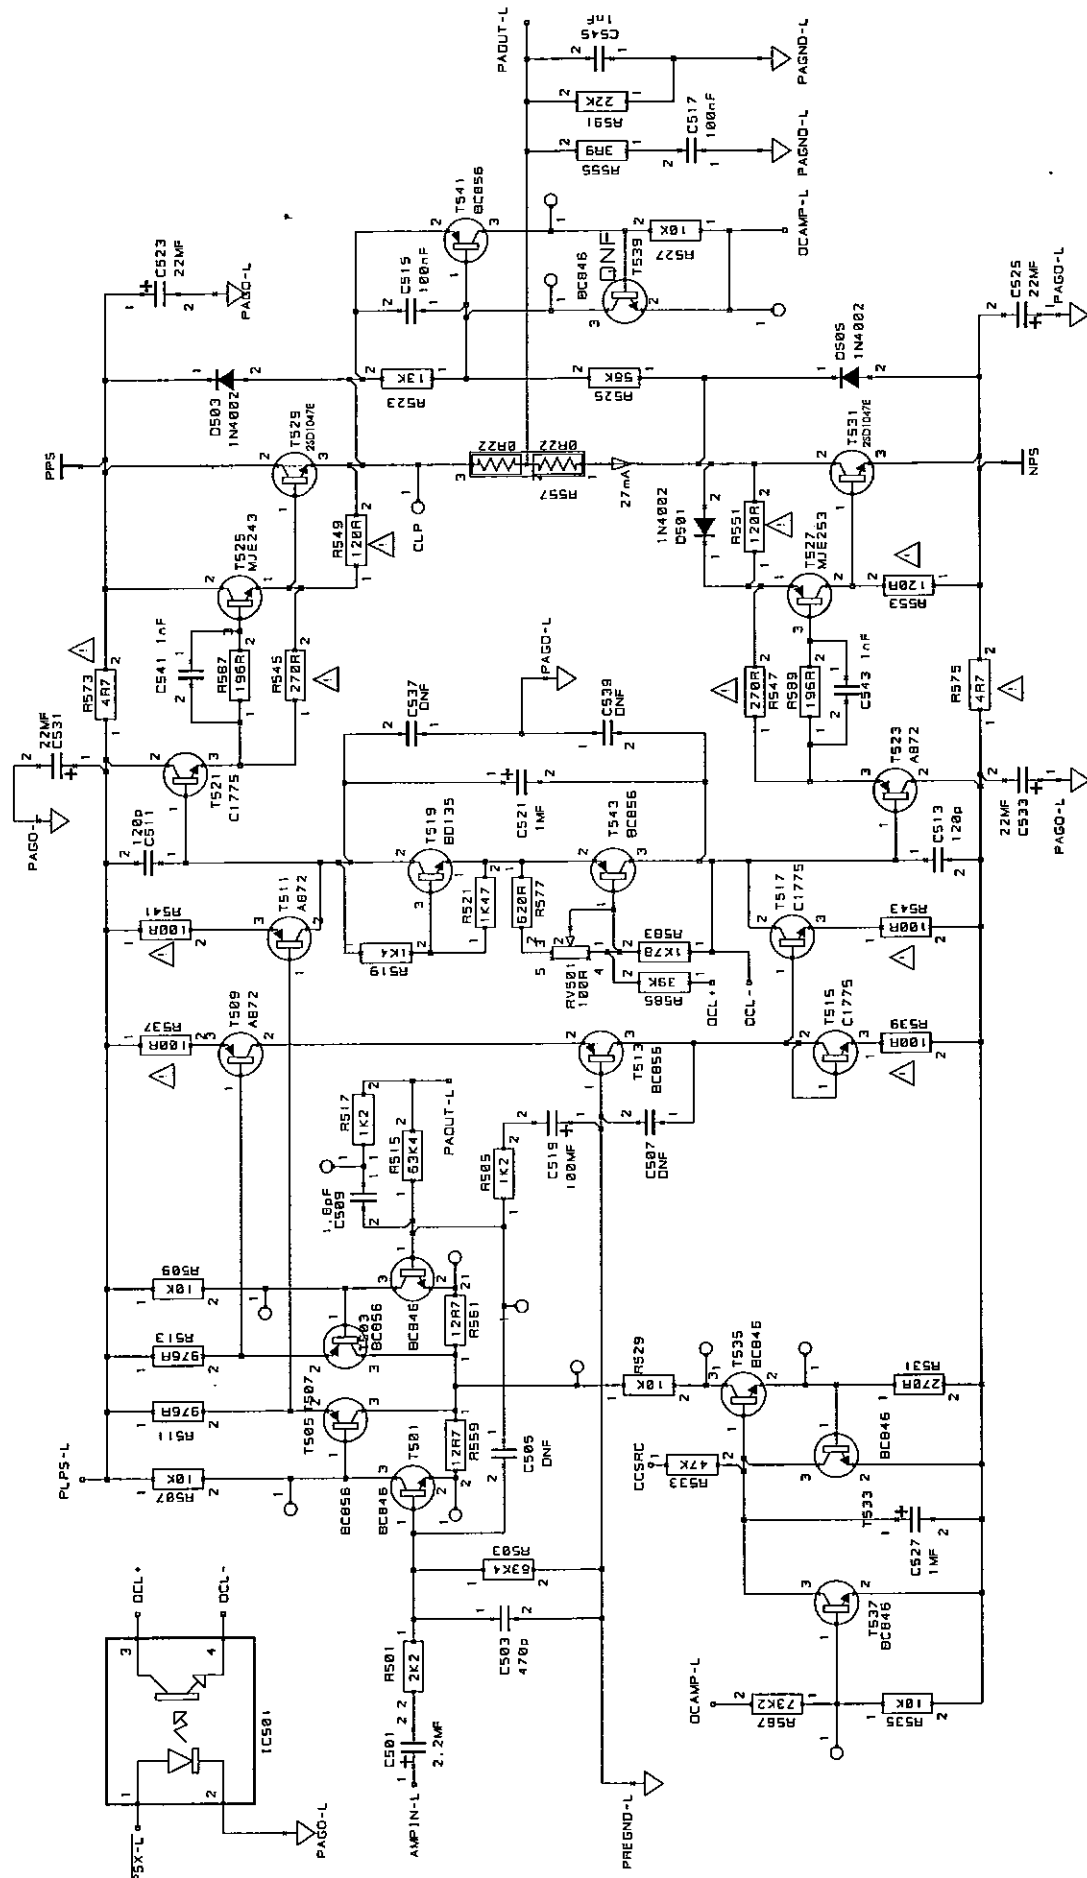 PSX-L
1
2
3
4
OCL+
OCL-
IC501
PAGO-L
AMPIN-L
1
C501
2
2.2MF
R501
2K2
C503
470p
R503
63K4
PREGND-L
PLPS-L
R507
10K
R511
976R
R513
976R
R509
10K
T505
T507
BC856
BC856
BC846
T501
BC846
R559
12R7
R561
12R7
C505
DNF
1.8pF
C509
R517
1K2
R515
63K4
PAOUT-L
R505
1K2
C519
100MF
C507
DNF
T513
BC856
R537
100R
T509
A872
R541
100R
T511
A872
120p
C511
PAGO-L
22MF
C531
R573
4R7
T521
C1775
C541 1nF
R587
196R
R545
270R
T525
MJE243
R549
120R
PPS
T529
2SD1047E
D503
1N4002
C523
22MF
PAGO-L
R523
13K
C515
100nF
T541
BC856
R525
56K
BC846
DNF
T539
R527
10K
OCAMP-L
PAOUT-L
C545
1nF
R591
22K
PAGND-L
R555
3R9
C517
100nF
PAGND-L
CLP
0R22
0R22
R557
27mA
1N4002
D501
R551
120R
D505
1N4002
T531
2SD1047E
NPS
C525
22MF
PAGO-L
T527
MJE253
R553
120R
R547
270R
R589
196R
C543 1nF
R575
4R7
T523
A872
22MF
C533
PAGO-L
C513
120p
C537
DNF
C539
DNF
PAGO-L
C521
1MF
T519
BD135
R519
1K4
R521
1K47
R577
620R
T543
BC856
RV501
100R
R583
1K78
R585
39K
OCL+
OCL-
T517
C1775
R543
100R
T515
C1775
R539
100R
R529
10K
T535
BC846
R531
270R
CCSRC
R533
47K
BC846
T533
C527
1MF
T537
BC846
OCAMP-L
R567
73K2
R535
10K